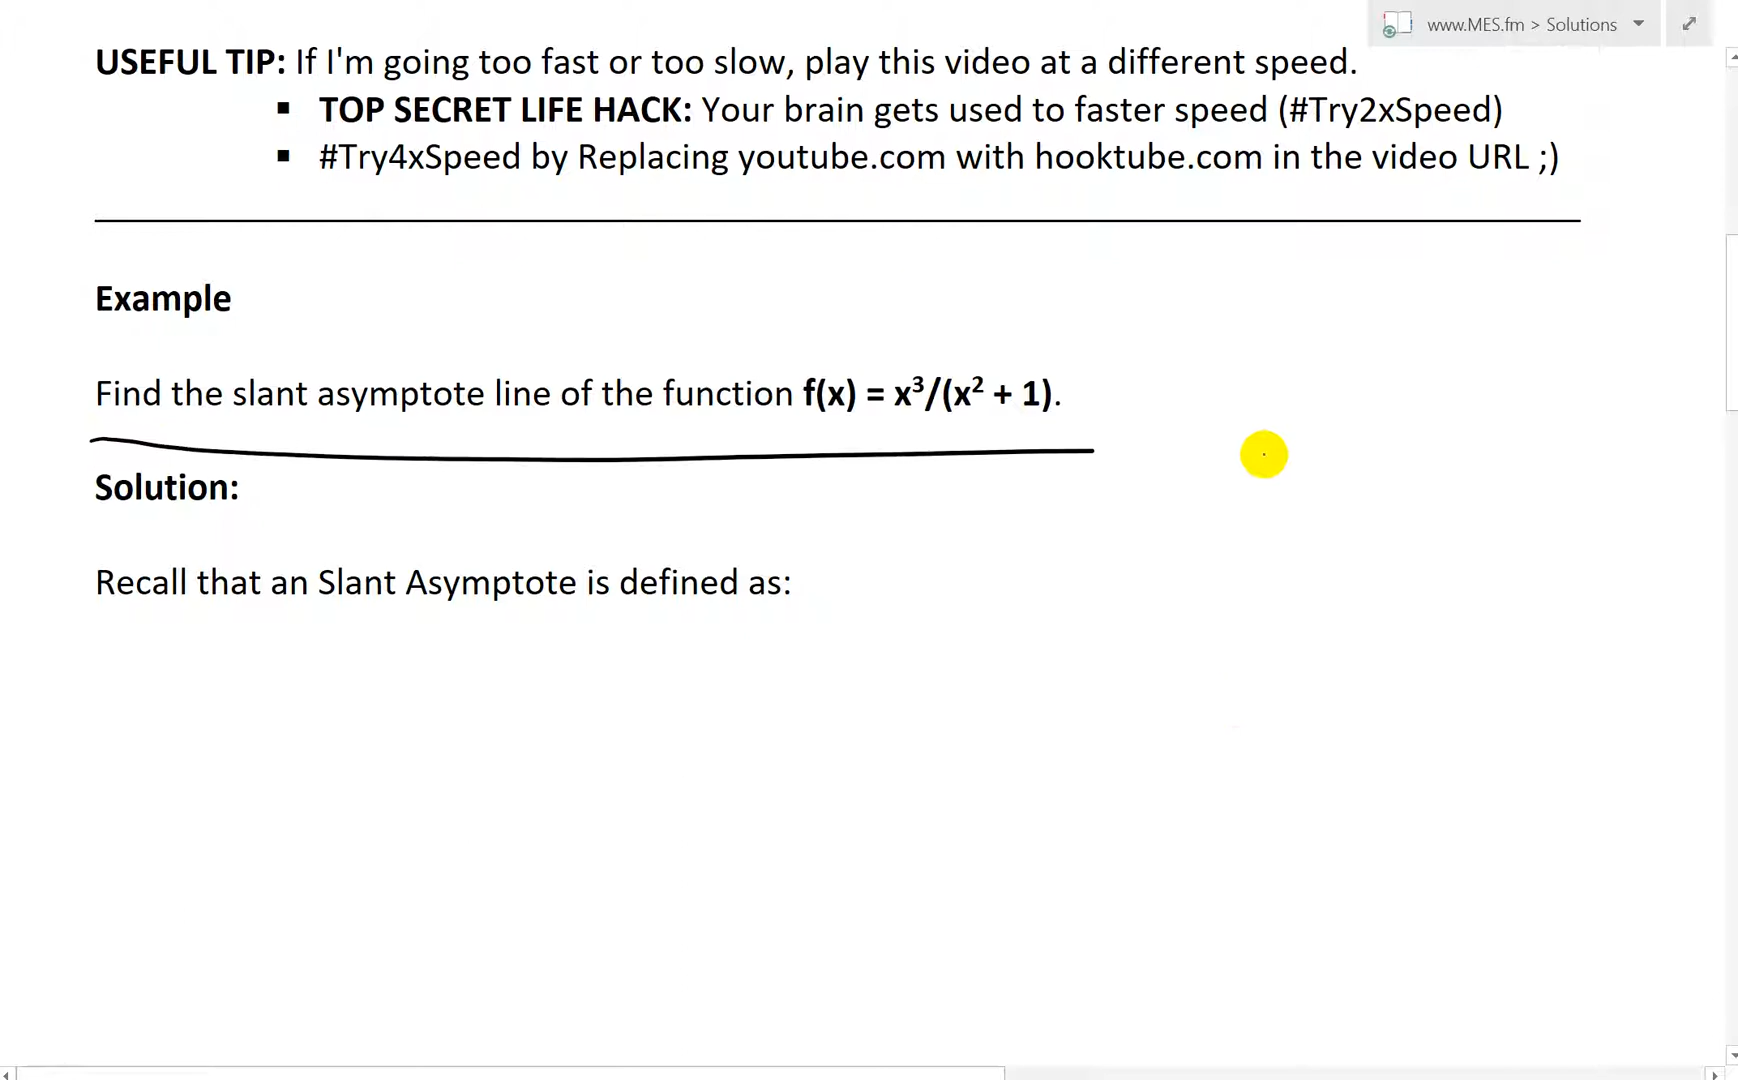 www.MES.fm > Solutions
USEFUL TIP: If I'm going too fast or too slow, play this video at a different speed.
▪ TOP SECRET LIFE HACK: Your brain gets used to faster speed (#Try2xSpeed)
▪ #Try4xSpeed by Replacing youtube.com with hooktube.com in the video URL ;)
Example
Find the slant asymptote line of the function f(x) = x³/(x² + 1).
Solution:
Recall that an Slant Asymptote is defined as: